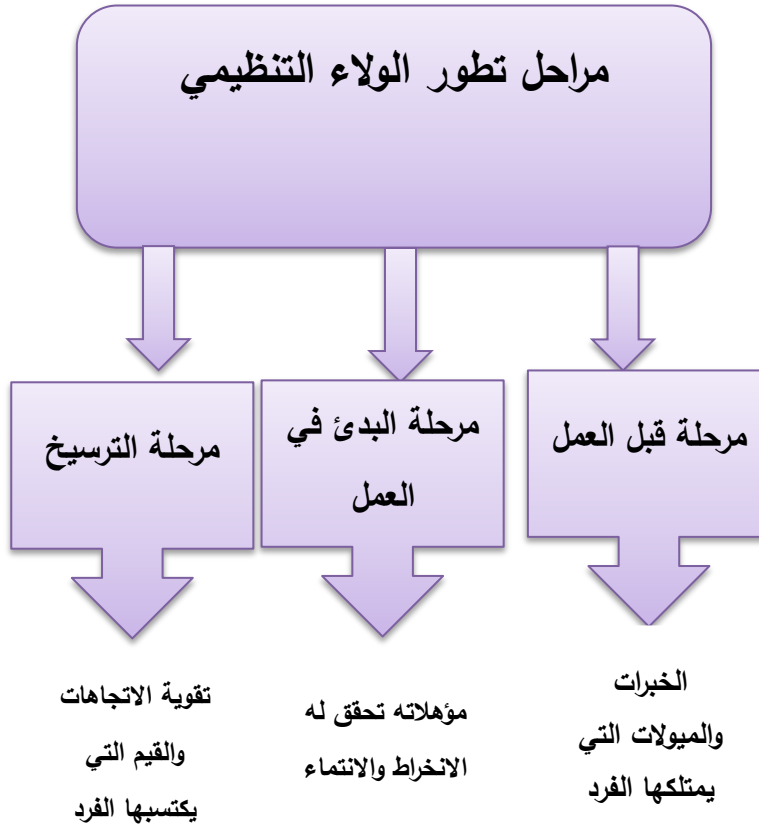 مراحل تطور الولاء التنظيمي
مرحلة قبل العمل
مرحلة البدئ في
العمل
مرحلة الترسيخ
الخبرات
والميولات التي
يمتلكها الفرد
مؤهلاته تحقق له
الانخراط والانتماء
تقوية الاتجاهات
والقيم التي
يكتسبها الفرد